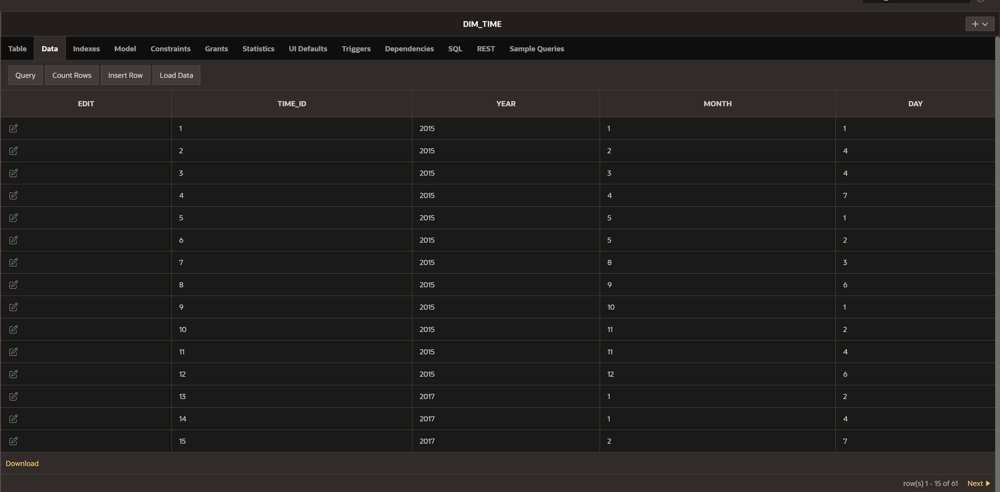 DIM_TIME
Table Data Indexes Model Constraints Grants Statistics UI Defaults Triggers Dependencies SQL REST Sample Queries
Query Count Rows Insert Row Load Data
EDIT TIME_ID YEAR MONTH DAY
1 2015 1 1
2 2015 2 4
3 2015 3 4
4 2015 4 7
5 2015 5 1
6 2015 5 2
7 2015 8 3
8 2015 9 6
9 2015 10 1
10 2015 11 2
11 2015 11 4
12 2015 12 6
13 2017 1 2
14 2017 1 4
15 2017 2 7
Download
row(s) 1 - 15 of 61 Next